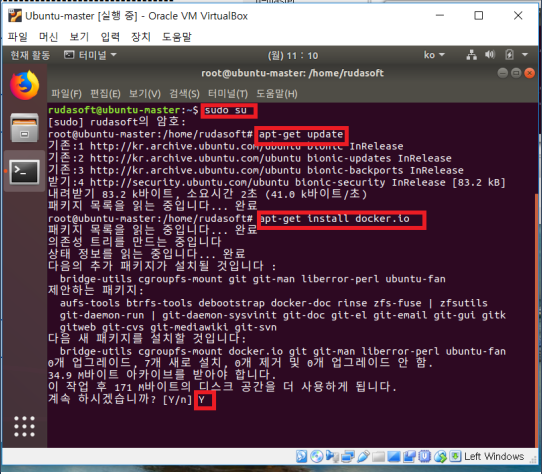 Ubuntu-master [실행 중] - Oracle VM VirtualBox
파일 머신 보기 입력 장치 도움말
현재 활동 터미널 (월) 11 : 10 ko
root@ubuntu-master: /home/rudasoft
파일(F) 편집(E) 보기(V) 검색(S) 터미널(T) 도움말(H)
rudasoft@ubuntu-master:~$ sudo su
[sudo] rudasoft의 암호:
root@ubuntu-master:/home/rudasoft# apt-get update
기존:1 http://kr.archive.ubuntu.com/ubuntu bionic InRelease
기존:2 http://kr.archive.ubuntu.com/ubuntu bionic-updates InRelease
기존:3 http://kr.archive.ubuntu.com/ubuntu bionic-backports InRelease
받기:4 http://security.ubuntu.com/ubuntu bionic-security InRelease [83.2 kB]
내려받기 83.2 k바이트, 소요시간 2초 (41.0 k바이트/초)
패키지 목록을 읽는 중입니다... 완료
root@ubuntu-master:/home/rudasoft# apt-get install docker.io
패키지 목록을 읽는 중입니다... 완료
의존성 트리를 만드는 중입니다
상태 정보를 읽는 중입니다... 완료
다음의 추가 패키지가 설치될 것입니다 :
bridge-utils cgroupfs-mount git git-man liberror-perl ubuntu-fan
제안하는 패키지:
aufs-tools btrfs-tools debootstrap docker-doc rinse zfs-fuse | zfsutils
git-daemon-run | git-daemon-sysvinit git-doc git-el git-email git-gui gitk
gitweb git-cvs git-mediawiki git-svn
다음 새 패키지를 설치할 것입니다:
bridge-utils cgroupfs-mount docker.io git git-man liberror-perl ubuntu-fan
0개 업그레이드, 7개 새로 설치, 0개 제거 및 0개 업그레이드 안 함.
34.9 M바이트 아카이브를 받아야 합니다.
이 작업 후 171 M바이트의 디스크 공간을 더 사용하게 됩니다.
계속 하시겠습니까? [Y/n] Y
Left Windows